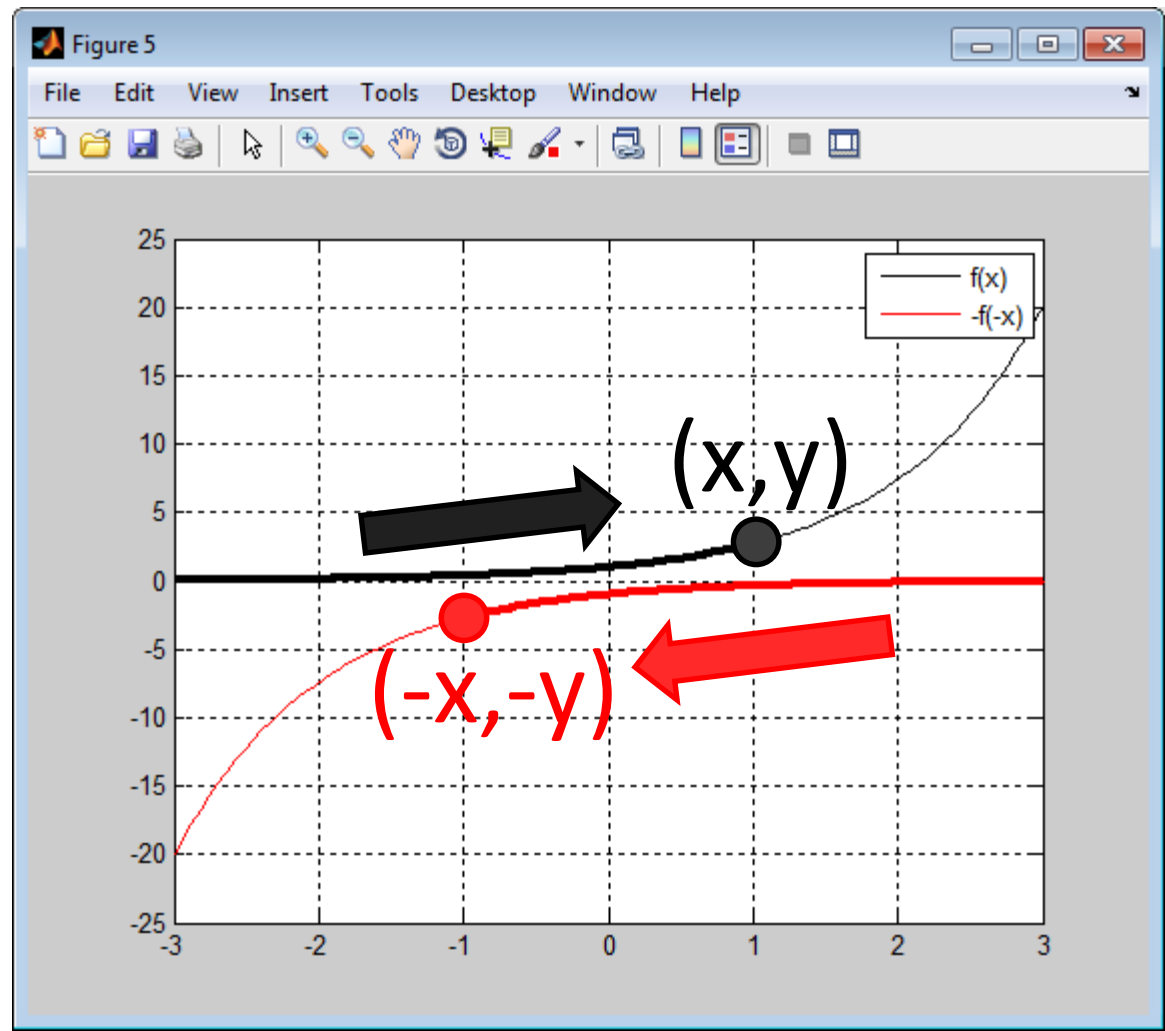 Figure 5
File Edit View Insert Tools Desktop Window Help
25
f(x)
20
-f(-x)
15
10
(x,y)
5
0
-5
(-x,-y)
-10
-15
-20
-25
-3 -2 -1 0 1 2 3